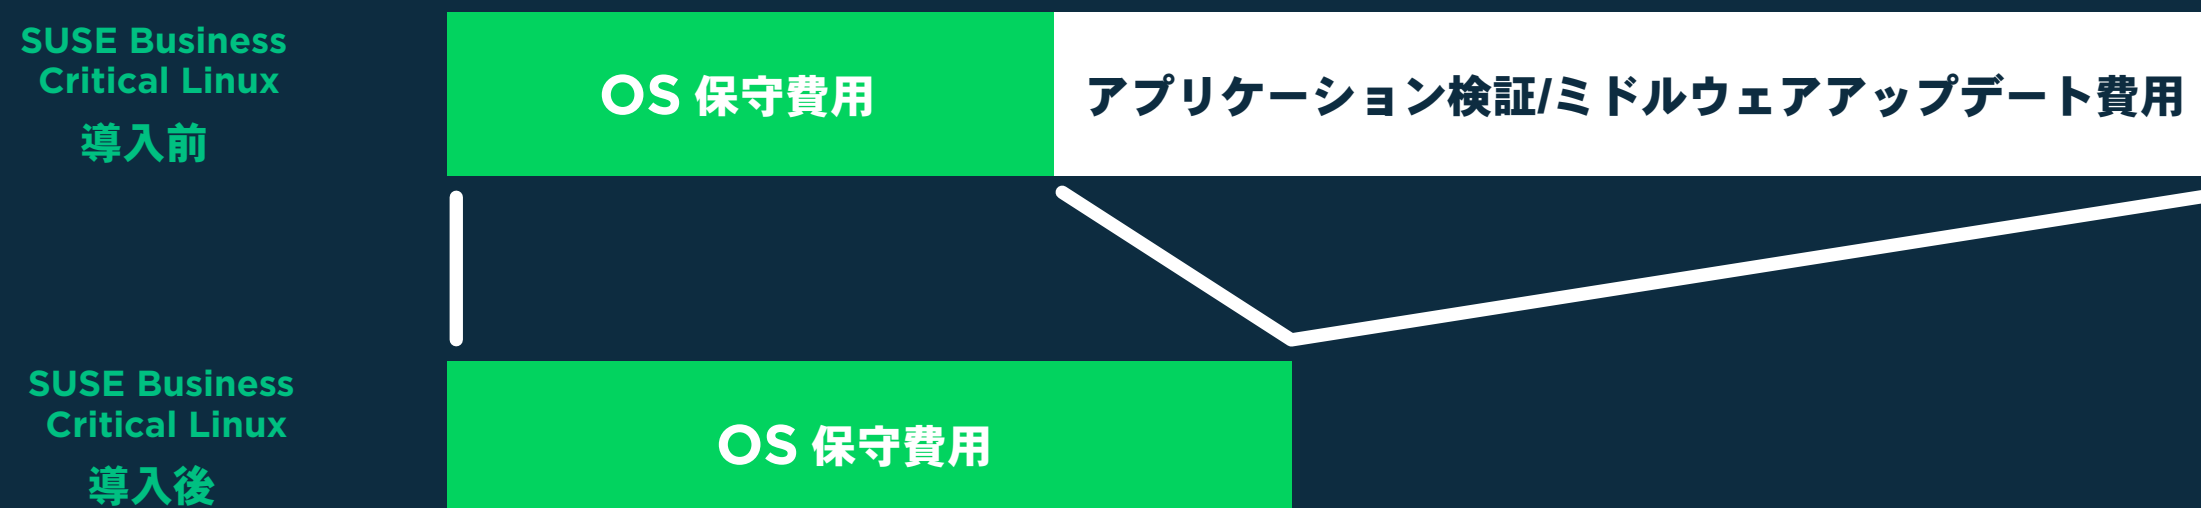 SUSE Business
Critical Linux
導入前
OS 保守費用
アプリケーション検証/ミドルウェアアップデート費用
SUSE Business
Critical Linux
導入後
OS 保守費用